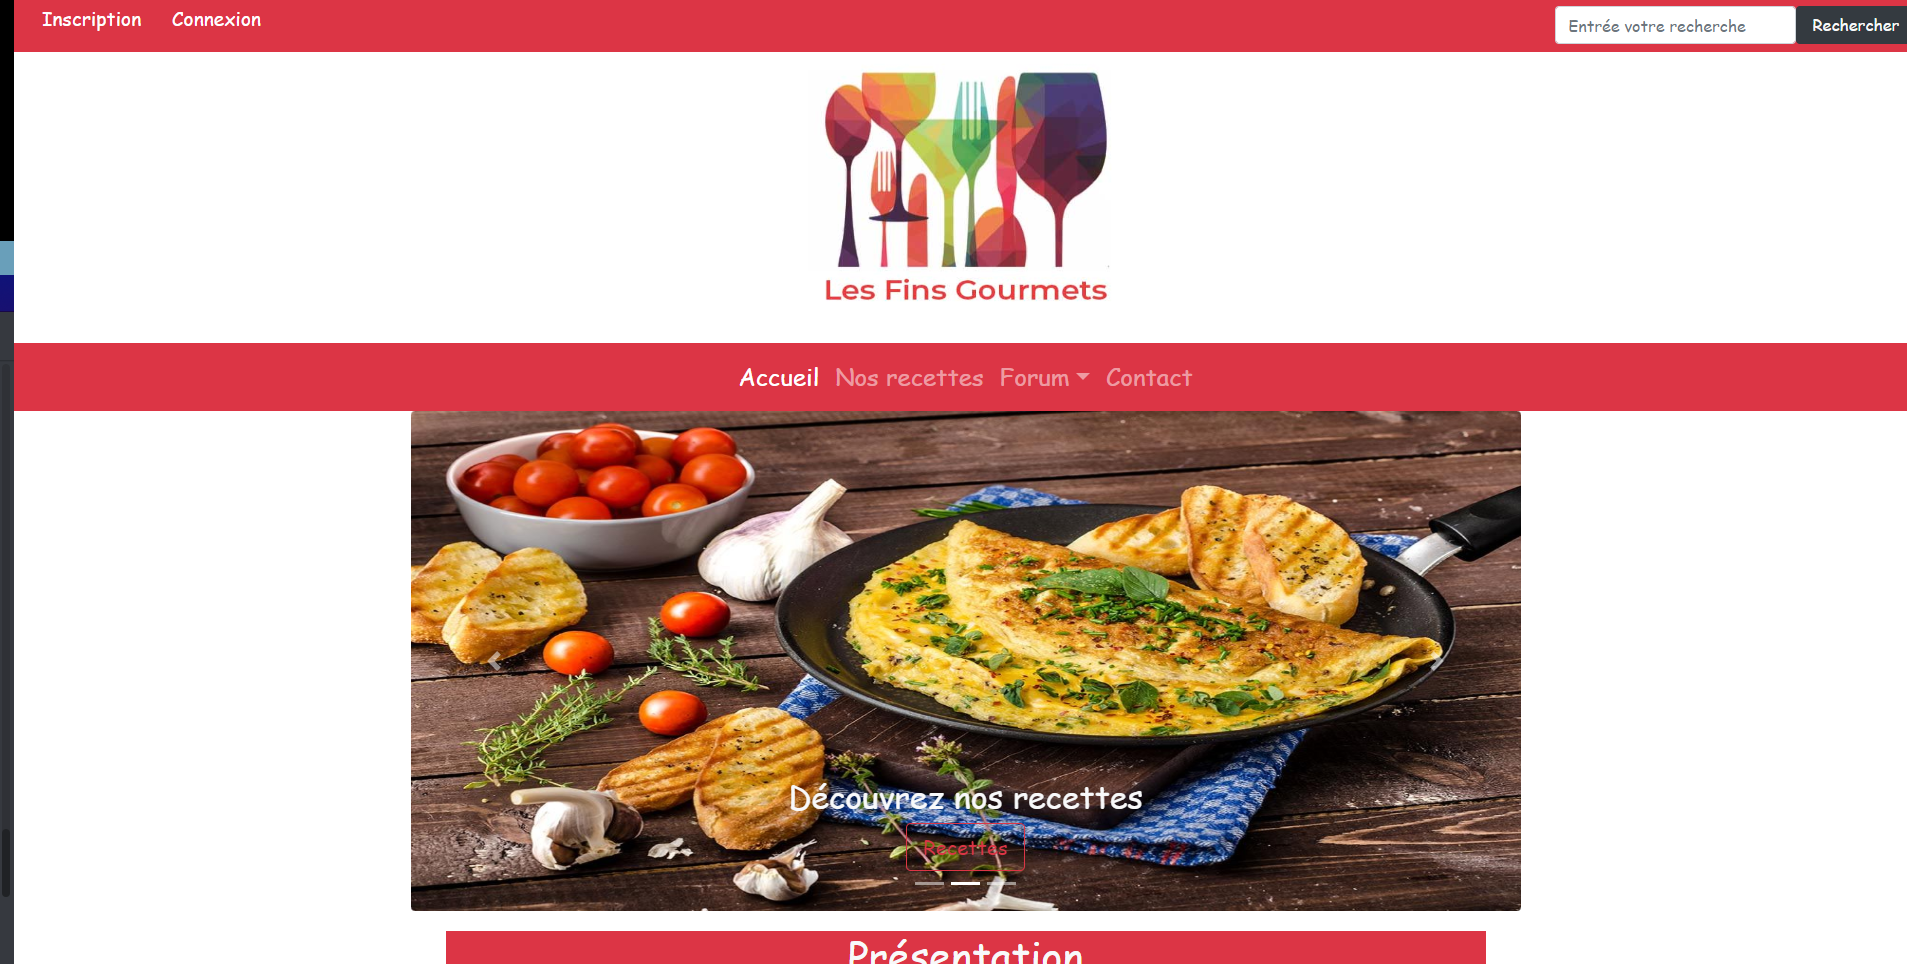 Inscription Connexion
Entrée votre recherche Rechercher
Les Fins Gourmets
Accueil Nos recettes Forum Contact
Découvrez nos recettes
Recettes
Présentation